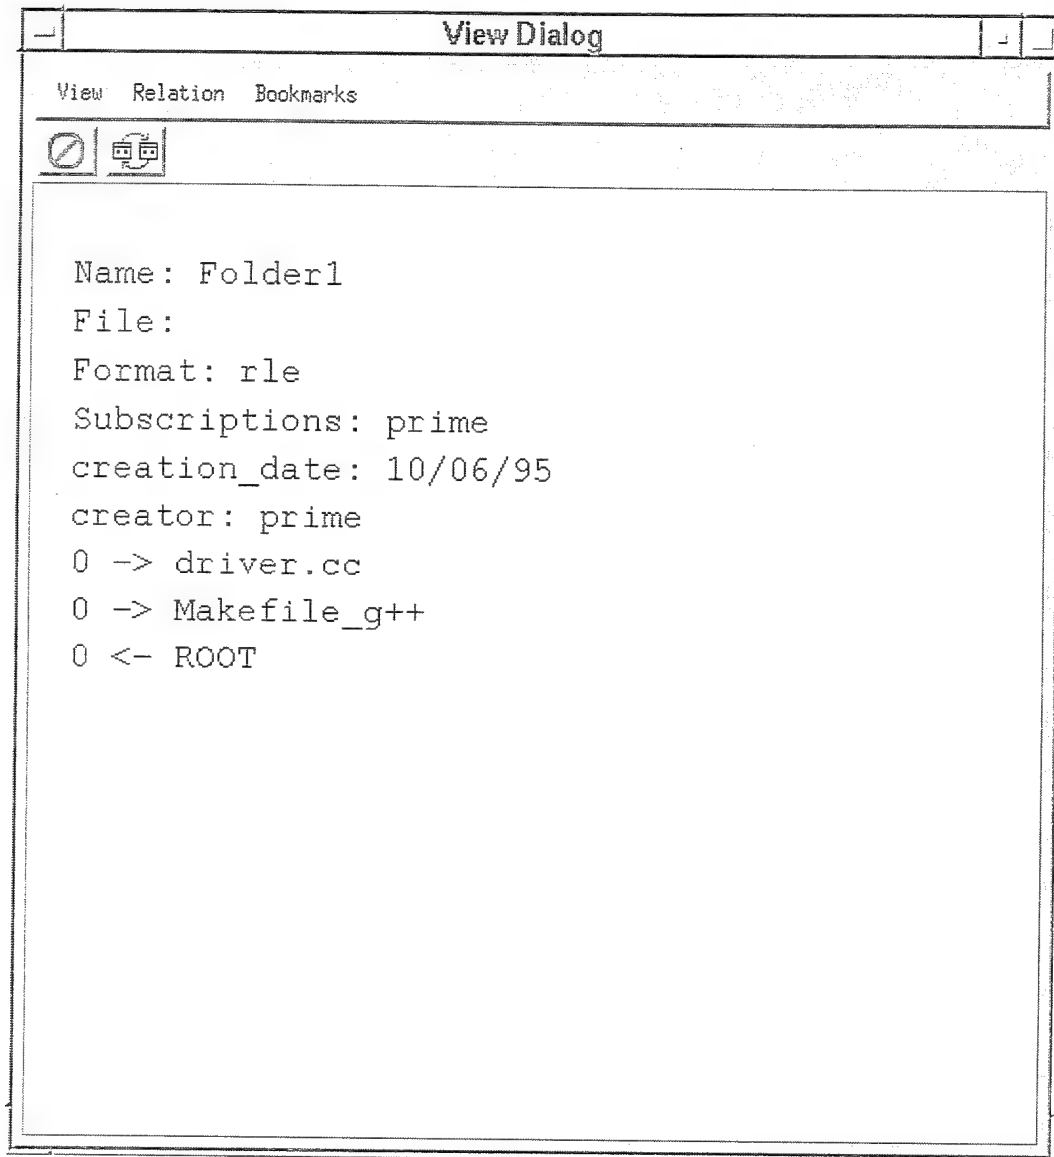 View Dialog
View Relation Bookmarks
Name: Folder1
File:
Format: rle
Subscriptions: prime
creation_date: 10/06/95
creator: prime
0 -> driver.cc
0 -> Makefile_g++
0 <- ROOT